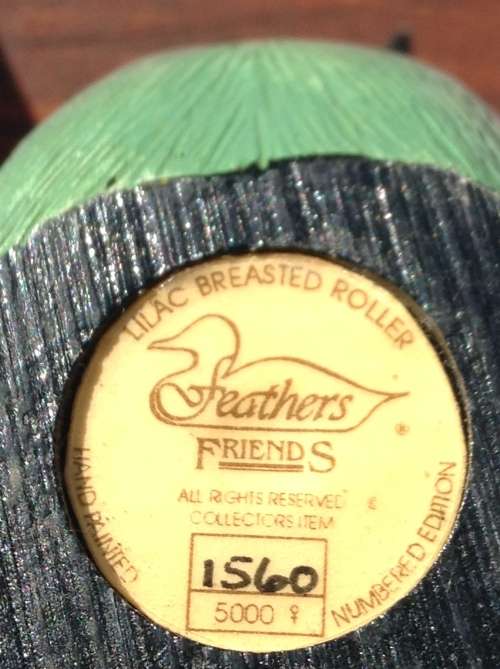 LILAC BREASTED ROLLER
Feathers ®
FRIENDS
ALL RIGHTS RESERVED ©
COLLECTORS ITEM
HAND PAINTED
1560
5000 ♀
NUMBERED EDITION